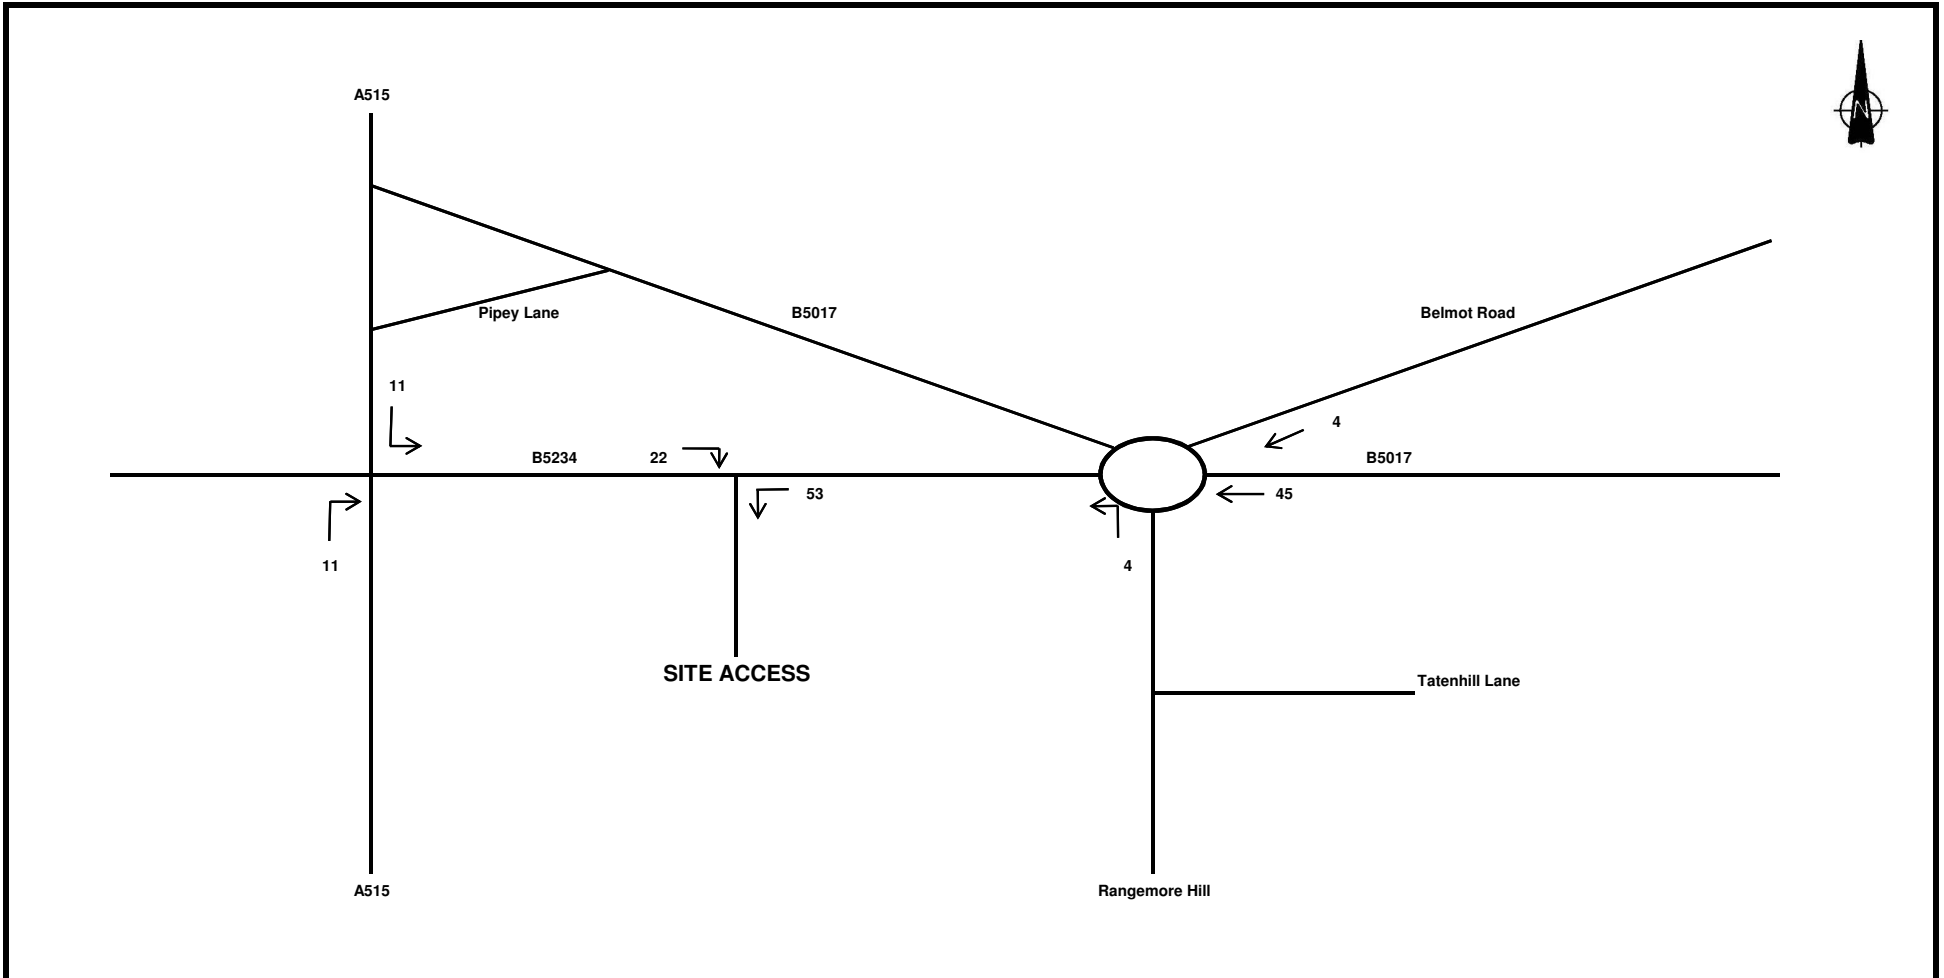 A515
N
Pipey Lane
B5017
Belmot Road
11
4
B5234
22
B5017
53
45
11
4
SITE ACCESS
Tatenhill Lane
A515
Rangemore Hill